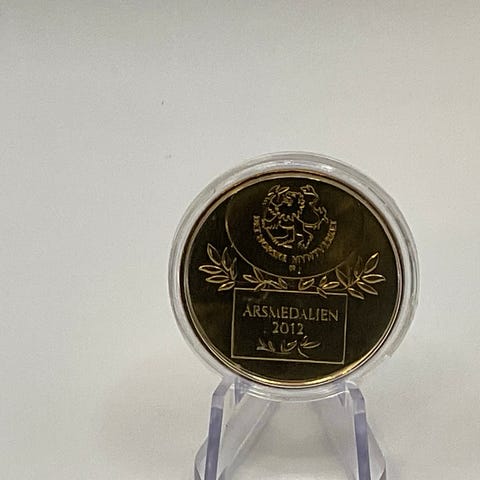 DET NORSKE MYNTVERKET
ÅRSMEDALJEN
2012